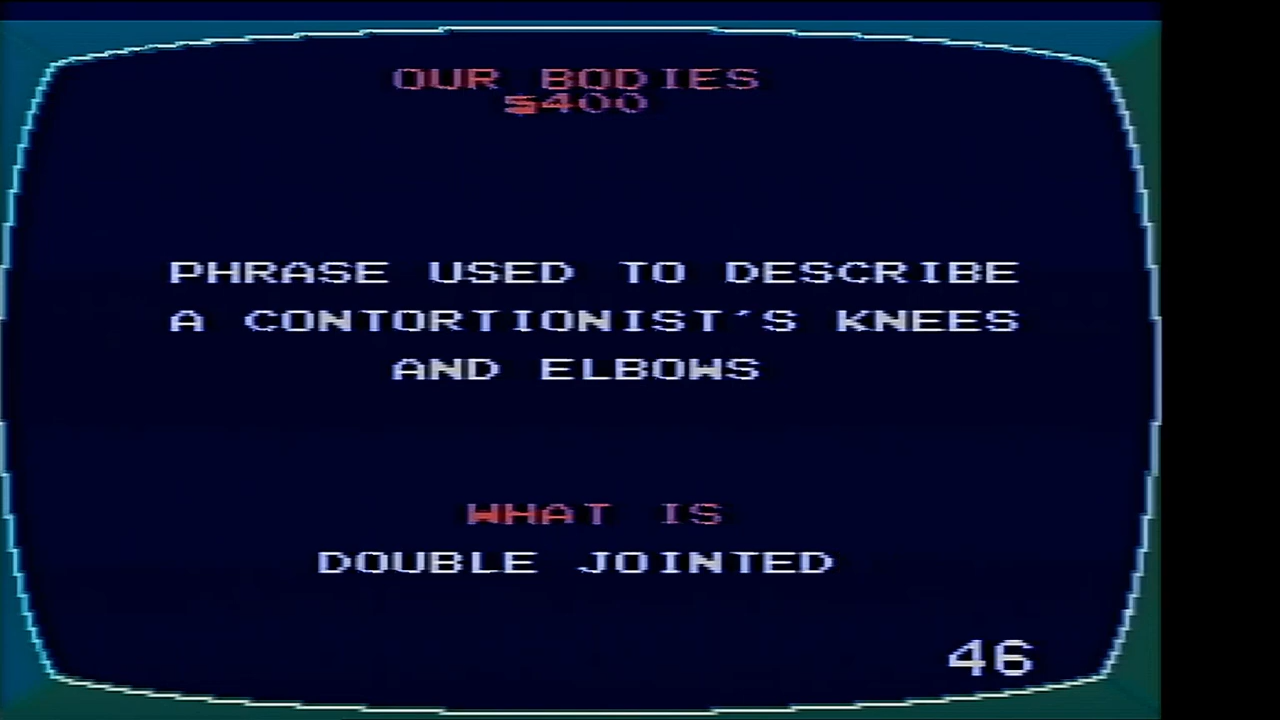 OUR BODIES
$400
PHRASE USED TO DESCRIBE
A CONTORTIONIST'S KNEES
AND ELBOWS
WHAT IS
DOUBLE JOINTED
46